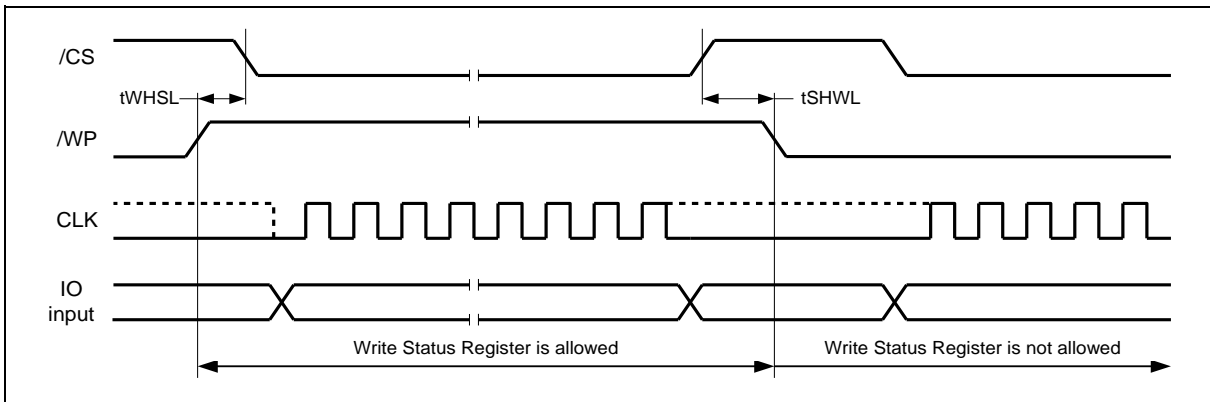 /CS
tWHSL
tSHWL
/WP
CLK
IO
input
Write Status Register is allowed
Write Status Register is not allowed